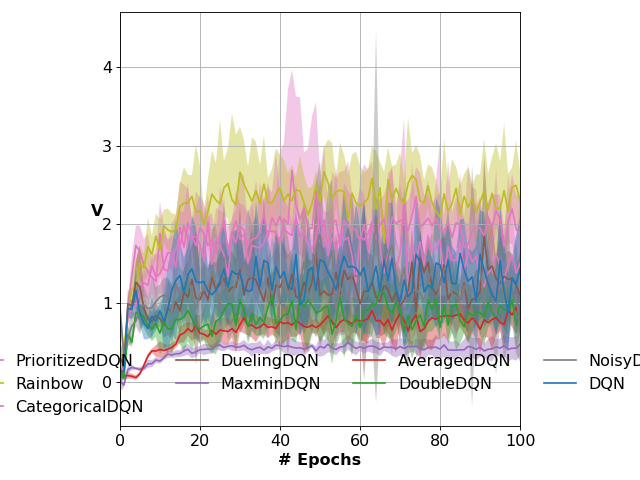 4
3
V
2
1
PrioritizedDQN DuelingDQN AveragedDQN NoisyD
0
Rainbow MaxminDQN DoubleDQN DQN
CategoricalDQN
0 20 40 60 80 100
# Epochs